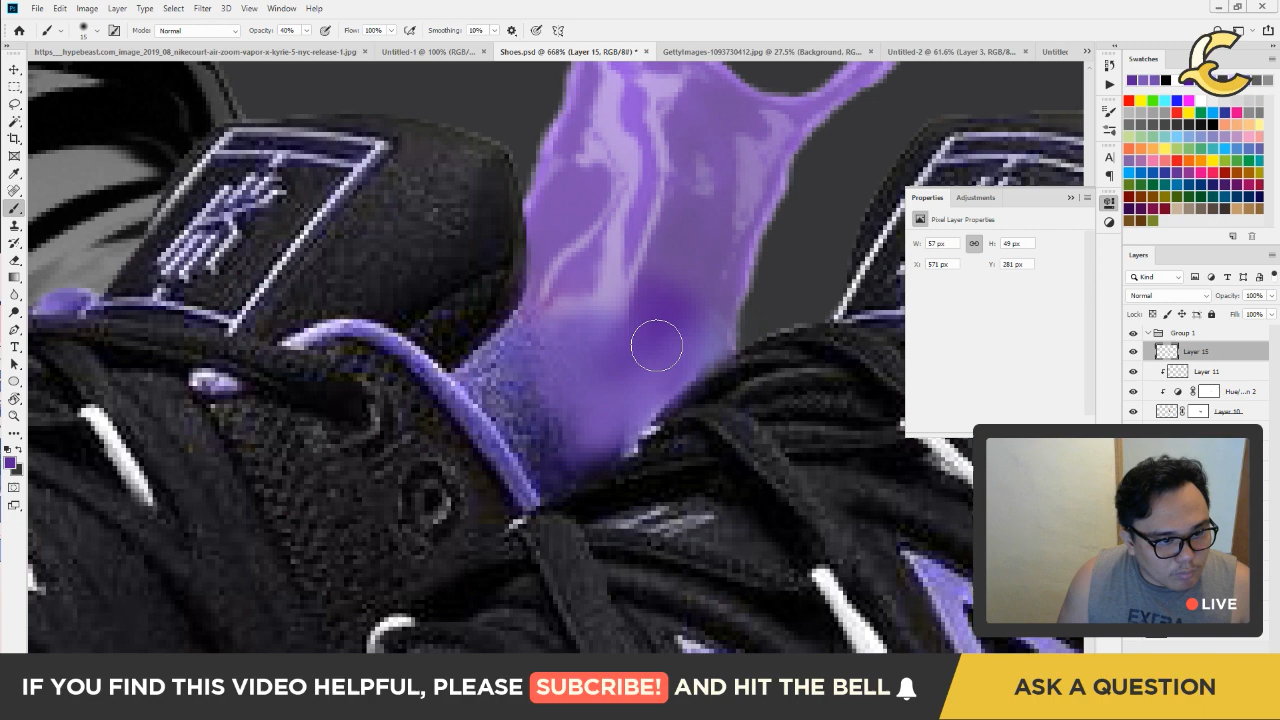 File Edit Image Layer Type Select Filter 3D View Window Help
15 Mode: Normal Opacity: 40% Flow: 100% Smoothing: 10%
https___hypebeast.com_image_2019_08_nikecourt-air-zoom-vapor-x-kyrie-5-nyc-release-1.jpg × Untitled-1 @ 100% (RGB/... × Shoes.psd @ 668% (Layer 15, RGB/8#) * × GettyImages-1093730412.jpg @ 27.5% (Background, RG... × Untitled-2 @ 61.6% (Layer 3, RGB/8... × Untitled
Swatches
Properties Adjustments
Pixel Layer Properties
W: 57 px H: 49 px
X: 571 px Y: 281 px
Layers
Kind
Normal Opacity: 100%
Lock: Fill: 100%
Group 1
Layer 15
Layer 11
Hue/...n 2
Layer 10
LIVE
IF YOU FIND THIS VIDEO HELPFUL, PLEASE SUBCRIBE! AND HIT THE BELL
ASK A QUESTION